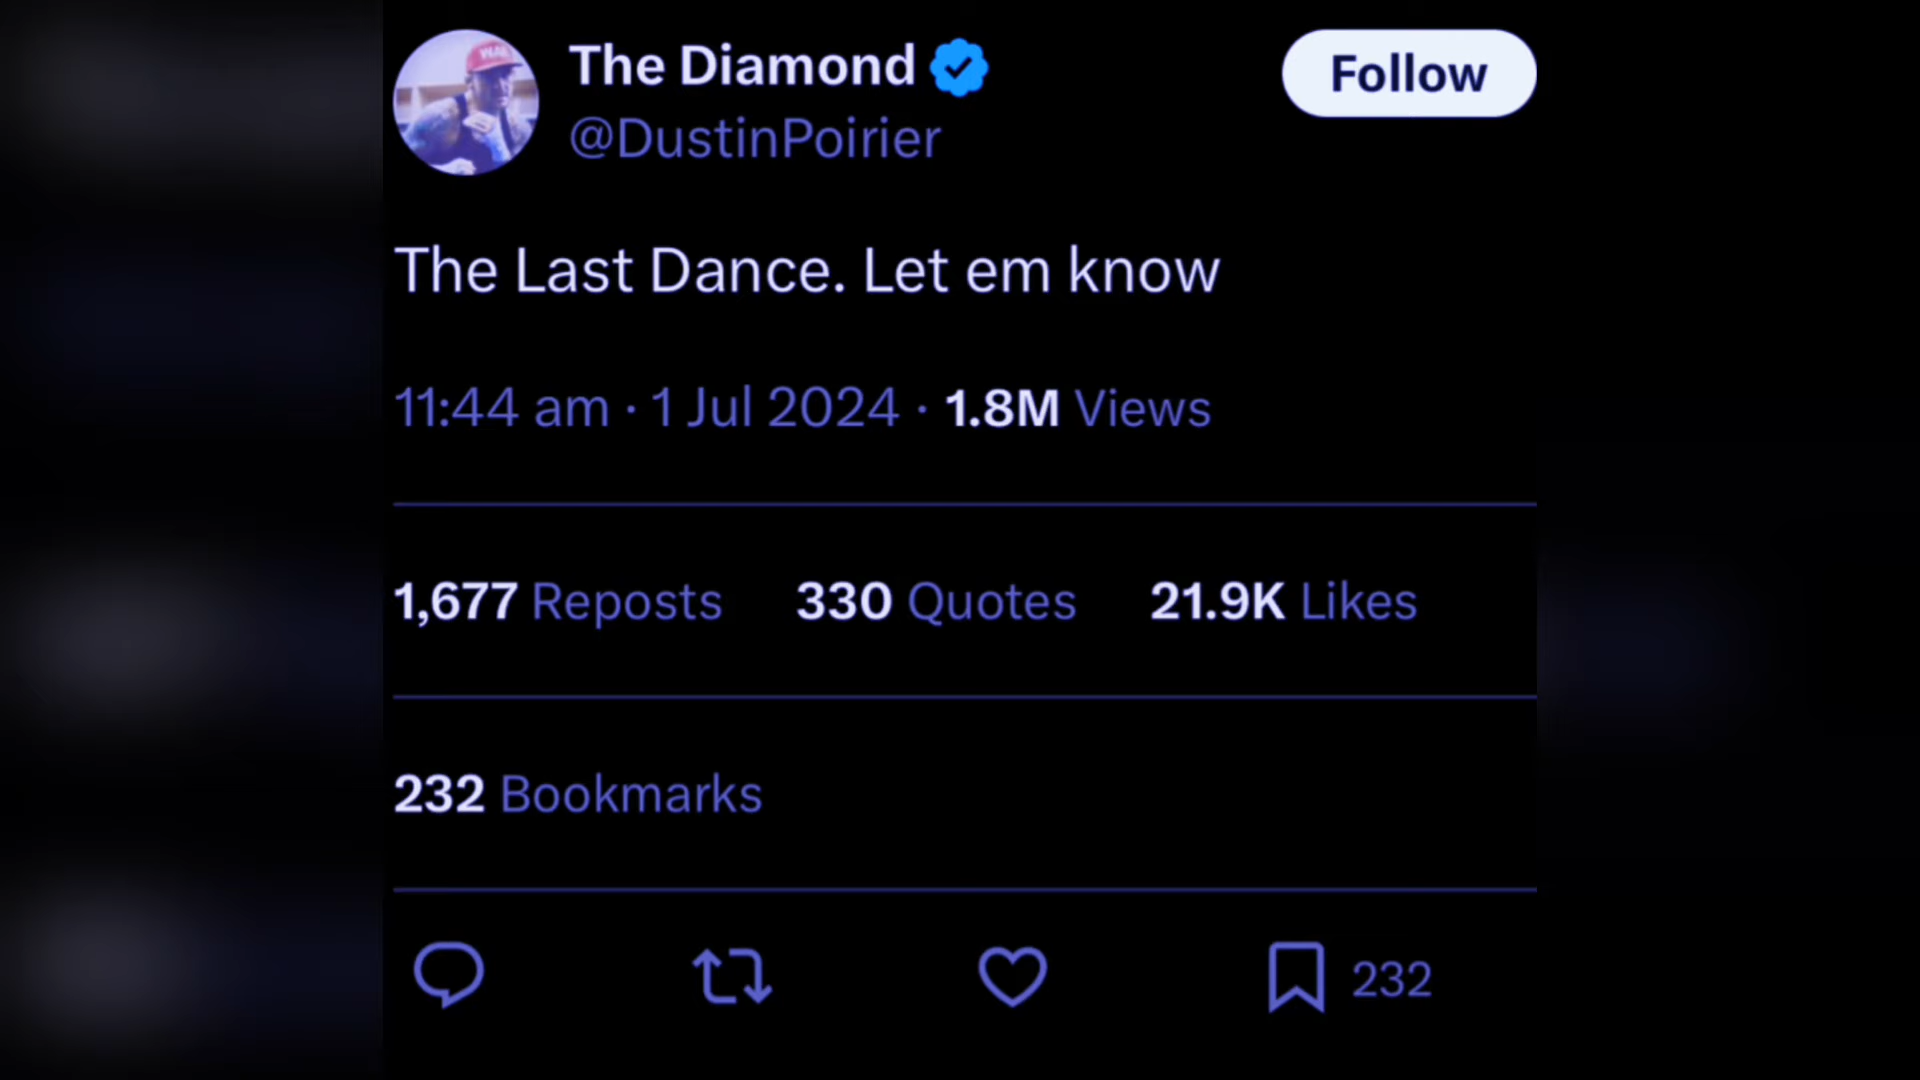 The Diamond
@DustinPoirier
Follow
The Last Dance. Let em know
11:44 am · 1 Jul 2024 · 1.8M Views
1,677 Reposts 330 Quotes 21.9K Likes
232 Bookmarks
232